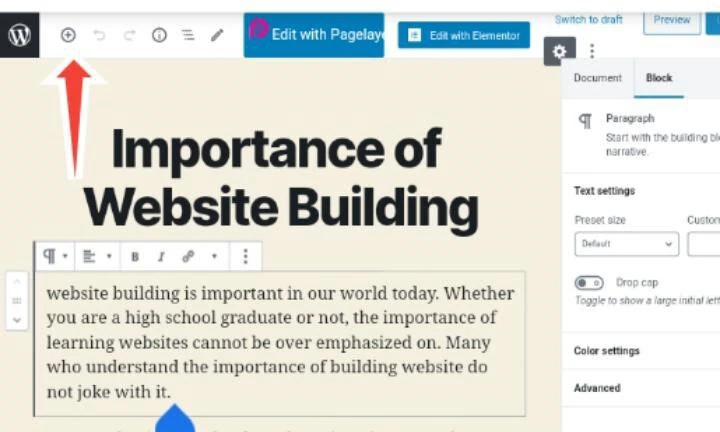 Edit with Pagelaye
Edit with Elementor
Switch to draft
Preview
Document
Block
Importance of
Website Building
B I
website building is important in our world today. Whether
you are a high school graduate or not, the importance of
learning websites cannot be over emphasized on. Many
who understand the importance of building website do
not joke with it.
Paragraph
Start with the building blo
narrative.
Text settings
Preset size
Custom
Default
Drop cap
Toggle to show a large initial lett
Color settings
Advanced